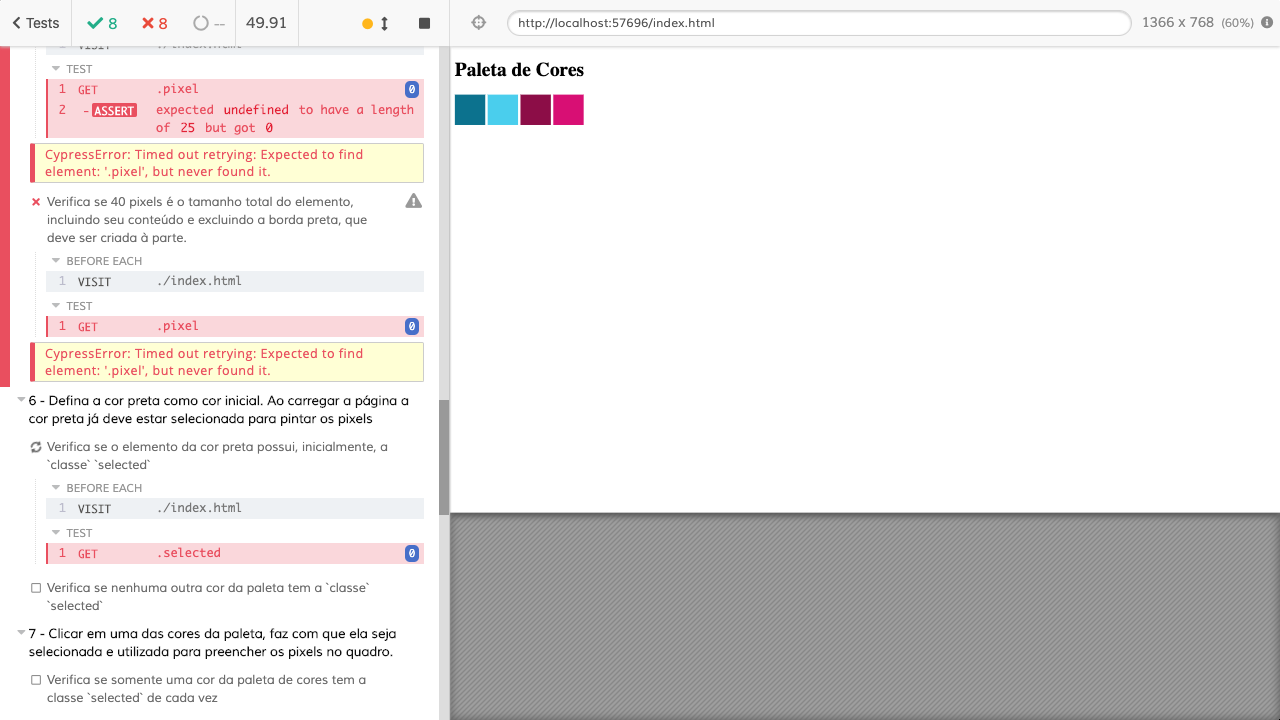 Tests
8
8
--
49.91
http://localhost:57696/index.html
1366 x 768 (60%)
1 VISIT ./index.html
TEST
1 GET .pixel 0
2 - ASSERT expected undefined to have a length
of 25 but got 0
CypressError: Timed out retrying: Expected to find
element: '.pixel', but never found it.
Verifica se 40 pixels é o tamanho total do elemento,
incluindo seu conteúdo e excluindo a borda preta, que
deve ser criada à parte.
BEFORE EACH
1 VISIT ./index.html
TEST
1 GET .pixel 0
CypressError: Timed out retrying: Expected to find
element: '.pixel', but never found it.
6 - Defina a cor preta como cor inicial. Ao carregar a página a
cor preta já deve estar selecionada para pintar os pixels
Verifica se o elemento da cor preta possui, inicialmente, a
`classe` `selected`
BEFORE EACH
1 VISIT ./index.html
TEST
1 GET .selected 0
Verifica se nenhuma outra cor da paleta tem a `classe`
`selected`
7 - Clicar em uma das cores da paleta, faz com que ela seja
selecionada e utilizada para preencher os pixels no quadro.
Verifica se somente uma cor da paleta de cores tem a
classe `selected` de cada vez
Paleta de Cores